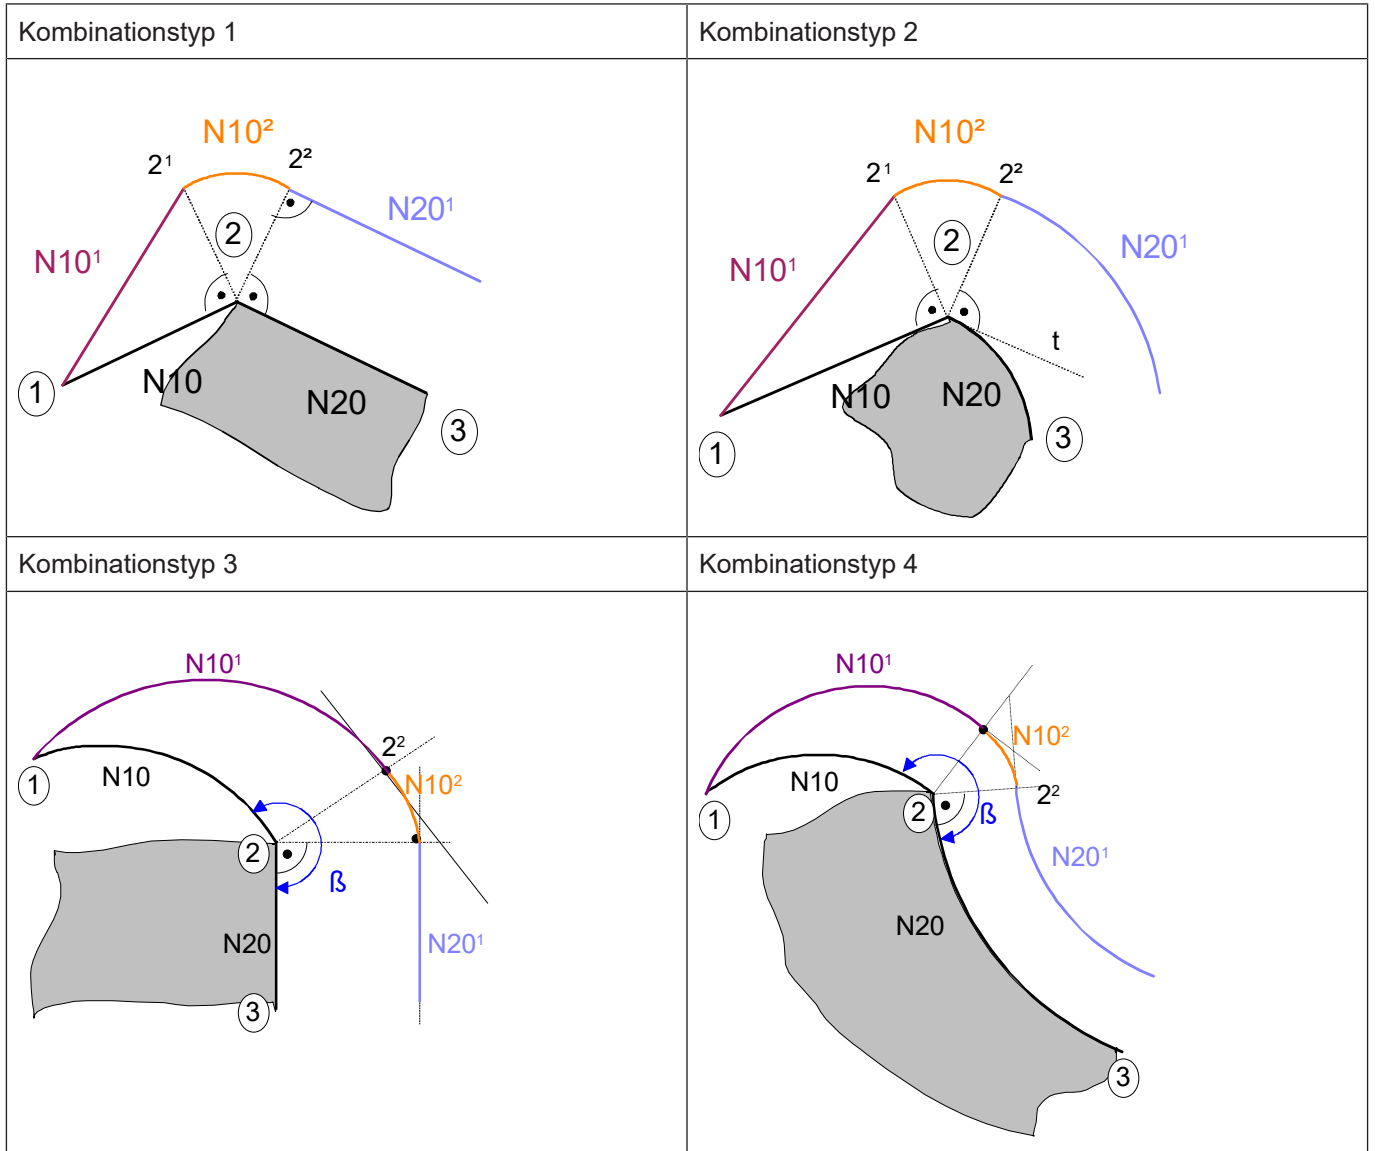 Kombinationstyp 1
N10²
2¹
2²
2
N20¹
N10¹
1
N10
N20
3
Kombinationstyp 2
N10²
2¹
2²
2
N20¹
N10¹
t
1
N10
N20
3
Kombinationstyp 3
N10¹
2²
N10²
1
N10
2
ß
N20
N20¹
3
Kombinationstyp 4
N10¹
N10²
N10
1
2
2²
ß
N20¹
N20
3